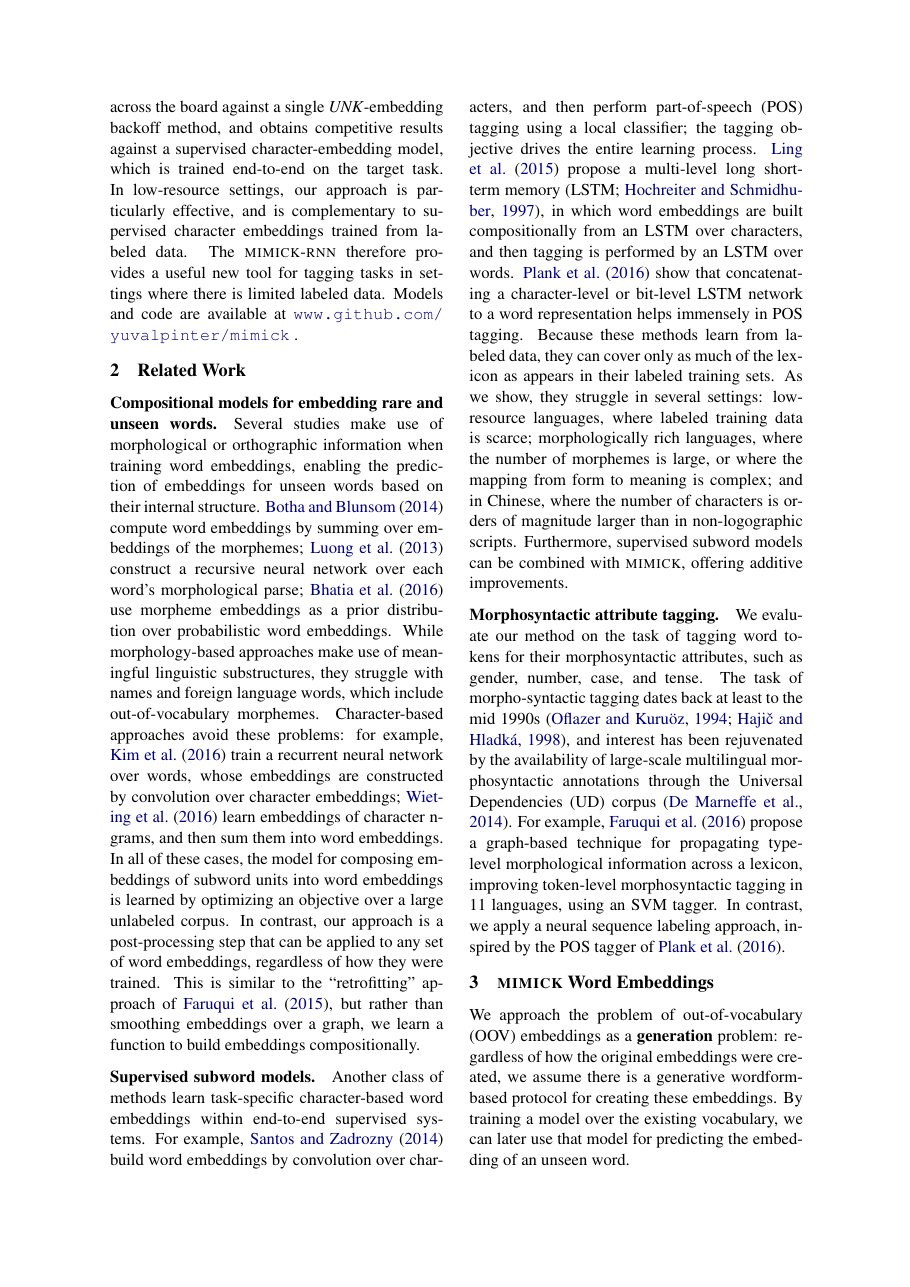 across the board against a single UNK-embedding
backoff method, and obtains competitive results
against a supervised character-embedding model,
which is trained end-to-end on the target task.
In low-resource settings, our approach is par-
ticularly effective, and is complementary to su-
pervised character embeddings trained from la-
beled data. The MIMICK-RNN therefore pro-
vides a useful new tool for tagging tasks in set-
tings where there is limited labeled data. Models
and code are available at www.github.com/
yuvalpinter/mimick .
2 Related Work
Compositional models for embedding rare and
unseen words. Several studies make use of
morphological or orthographic information when
training word embeddings, enabling the predic-
tion of embeddings for unseen words based on
their internal structure. Botha and Blunsom (2014)
compute word embeddings by summing over em-
beddings of the morphemes; Luong et al. (2013)
construct a recursive neural network over each
word's morphological parse; Bhatia et al. (2016)
use morpheme embeddings as a prior distribu-
tion over probabilistic word embeddings. While
morphology-based approaches make use of mean-
ingful linguistic substructures, they struggle with
names and foreign language words, which include
out-of-vocabulary morphemes. Character-based
approaches avoid these problems: for example,
Kim et al. (2016) train a recurrent neural network
over words, whose embeddings are constructed
by convolution over character embeddings; Wiet-
ing et al. (2016) learn embeddings of character n-
grams, and then sum them into word embeddings.
In all of these cases, the model for composing em-
beddings of subword units into word embeddings
is learned by optimizing an objective over a large
unlabeled corpus. In contrast, our approach is a
post-processing step that can be applied to any set
of word embeddings, regardless of how they were
trained. This is similar to the “retrofitting” ap-
proach of Faruqui et al. (2015), but rather than
smoothing embeddings over a graph, we learn a
function to build embeddings compositionally.
Supervised subword models. Another class of
methods learn task-specific character-based word
embeddings within end-to-end supervised sys-
tems. For example, Santos and Zadrozny (2014)
build word embeddings by convolution over char-
acters, and then perform part-of-speech (POS)
tagging using a local classifier; the tagging ob-
jective drives the entire learning process. Ling
et al. (2015) propose a multi-level long short-
term memory (LSTM; Hochreiter and Schmidhu-
ber, 1997), in which word embeddings are built
compositionally from an LSTM over characters,
and then tagging is performed by an LSTM over
words. Plank et al. (2016) show that concatenat-
ing a character-level or bit-level LSTM network
to a word representation helps immensely in POS
tagging. Because these methods learn from la-
beled data, they can cover only as much of the lex-
icon as appears in their labeled training sets. As
we show, they struggle in several settings: low-
resource languages, where labeled training data
is scarce; morphologically rich languages, where
the number of morphemes is large, or where the
mapping from form to meaning is complex; and
in Chinese, where the number of characters is or-
ders of magnitude larger than in non-logographic
scripts. Furthermore, supervised subword models
can be combined with MIMICK, offering additive
improvements.
Morphosyntactic attribute tagging. We evalu-
ate our method on the task of tagging word to-
kens for their morphosyntactic attributes, such as
gender, number, case, and tense. The task of
morpho-syntactic tagging dates back at least to the
mid 1990s (Oflazer and Kuruöz, 1994; Hajič and
Hladká, 1998), and interest has been rejuvenated
by the availability of large-scale multilingual mor-
phosyntactic annotations through the Universal
Dependencies (UD) corpus (De Marneffe et al.,
2014). For example, Faruqui et al. (2016) propose
a graph-based technique for propagating type-
level morphological information across a lexicon,
improving token-level morphosyntactic tagging in
11 languages, using an SVM tagger. In contrast,
we apply a neural sequence labeling approach, in-
spired by the POS tagger of Plank et al. (2016).
3 MIMICK Word Embeddings
We approach the problem of out-of-vocabulary
(OOV) embeddings as a generation problem: re-
gardless of how the original embeddings were cre-
ated, we assume there is a generative wordform-
based protocol for creating these embeddings. By
training a model over the existing vocabulary, we
can later use that model for predicting the embed-
ding of an unseen word.